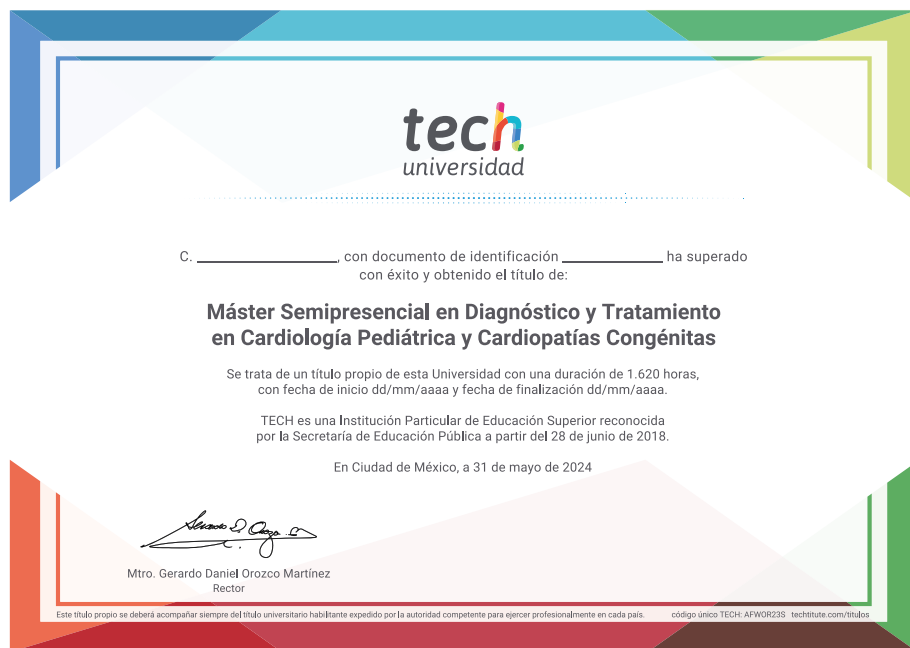 tech
universidad
C. ____________________, con documento de identificación ______________ ha superado
con éxito y obtenido el título de:
Máster Semipresencial en Diagnóstico y Tratamiento
en Cardiología Pediátrica y Cardiopatías Congénitas
Se trata de un título propio de esta Universidad con una duración de 1.620 horas,
con fecha de inicio dd/mm/aaaa y fecha de finalización dd/mm/aaaa.
TECH es una Institución Particular de Educación Superior reconocida
por la Secretaría de Educación Pública a partir del 28 de junio de 2018.
En Ciudad de México, a 31 de mayo de 2024
Mtro. Gerardo Daniel Orozco Martínez
Rector
Este título propio se deberá acompañar siempre del título universitario habilitante expedido por la autoridad competente para ejercer profesionalmente en cada país. código único TECH: AFWOR23S techtitute.com/titulos